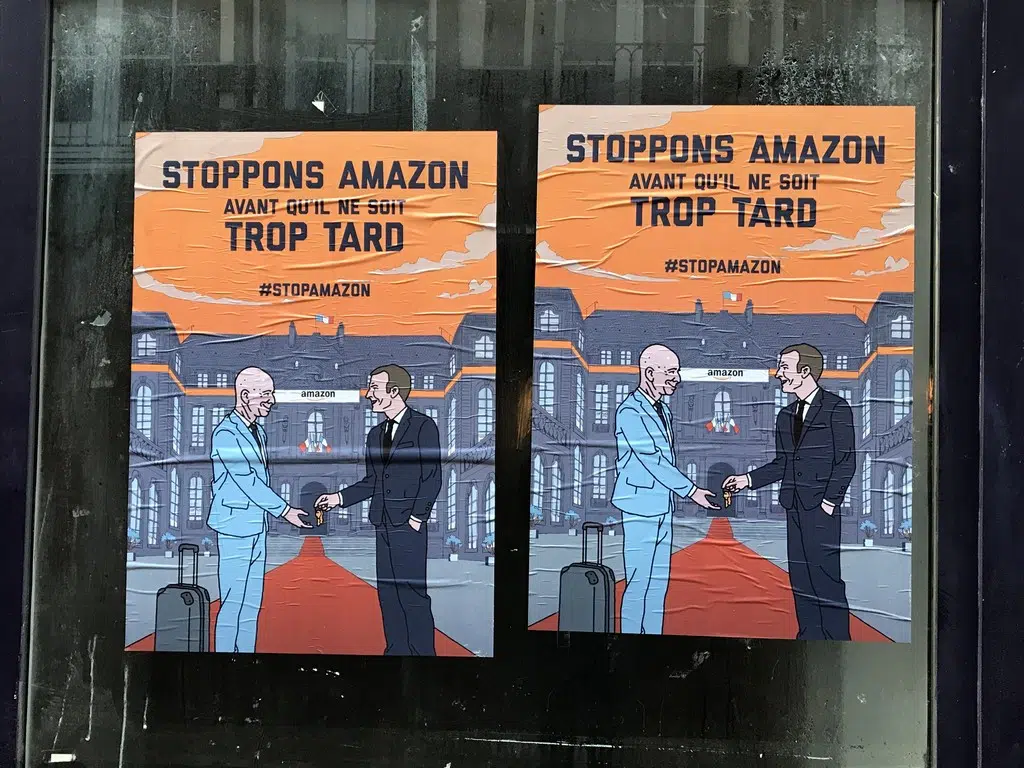 STOPPONS AMAZON
AVANT QU'IL NE SOIT
TROP TARD
#STOPAMAZON
amazon
STOPPONS AMAZON
AVANT QU'IL NE SOIT
TROP TARD
#STOPAMAZON
amazon